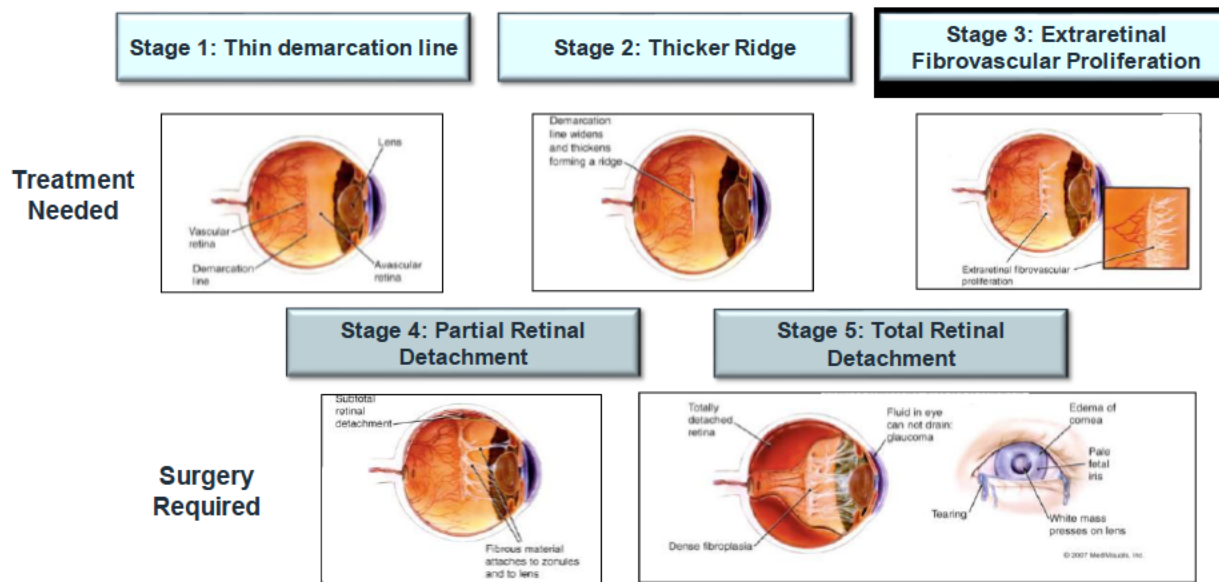 Stage 1: Thin demarcation line
Stage 2: Thicker Ridge
Stage 3: Extraretinal
Fibrovascular Proliferation
Treatment
Needed
Lens
Vascular
retina
Demarcation
line
Avascular
retina
Demarcation
line widens
and thickens
forming a ridge
Extraretinal fibrovascular
proliferation
Stage 4: Partial Retinal
Detachment
Stage 5: Total Retinal
Detachment
Surgery
Required
Subtotal
retinal
detachment
Fibrous material
attaches to zonules
and to lens
Totally
detached
retina
Fluid in eye
can not drain:
glaucoma
Dense fibroplasia
Edema of
cornea
Pale
fetal
iris
Tearing
White mass
presses on lens
© 2007 MediVisuals, Inc.